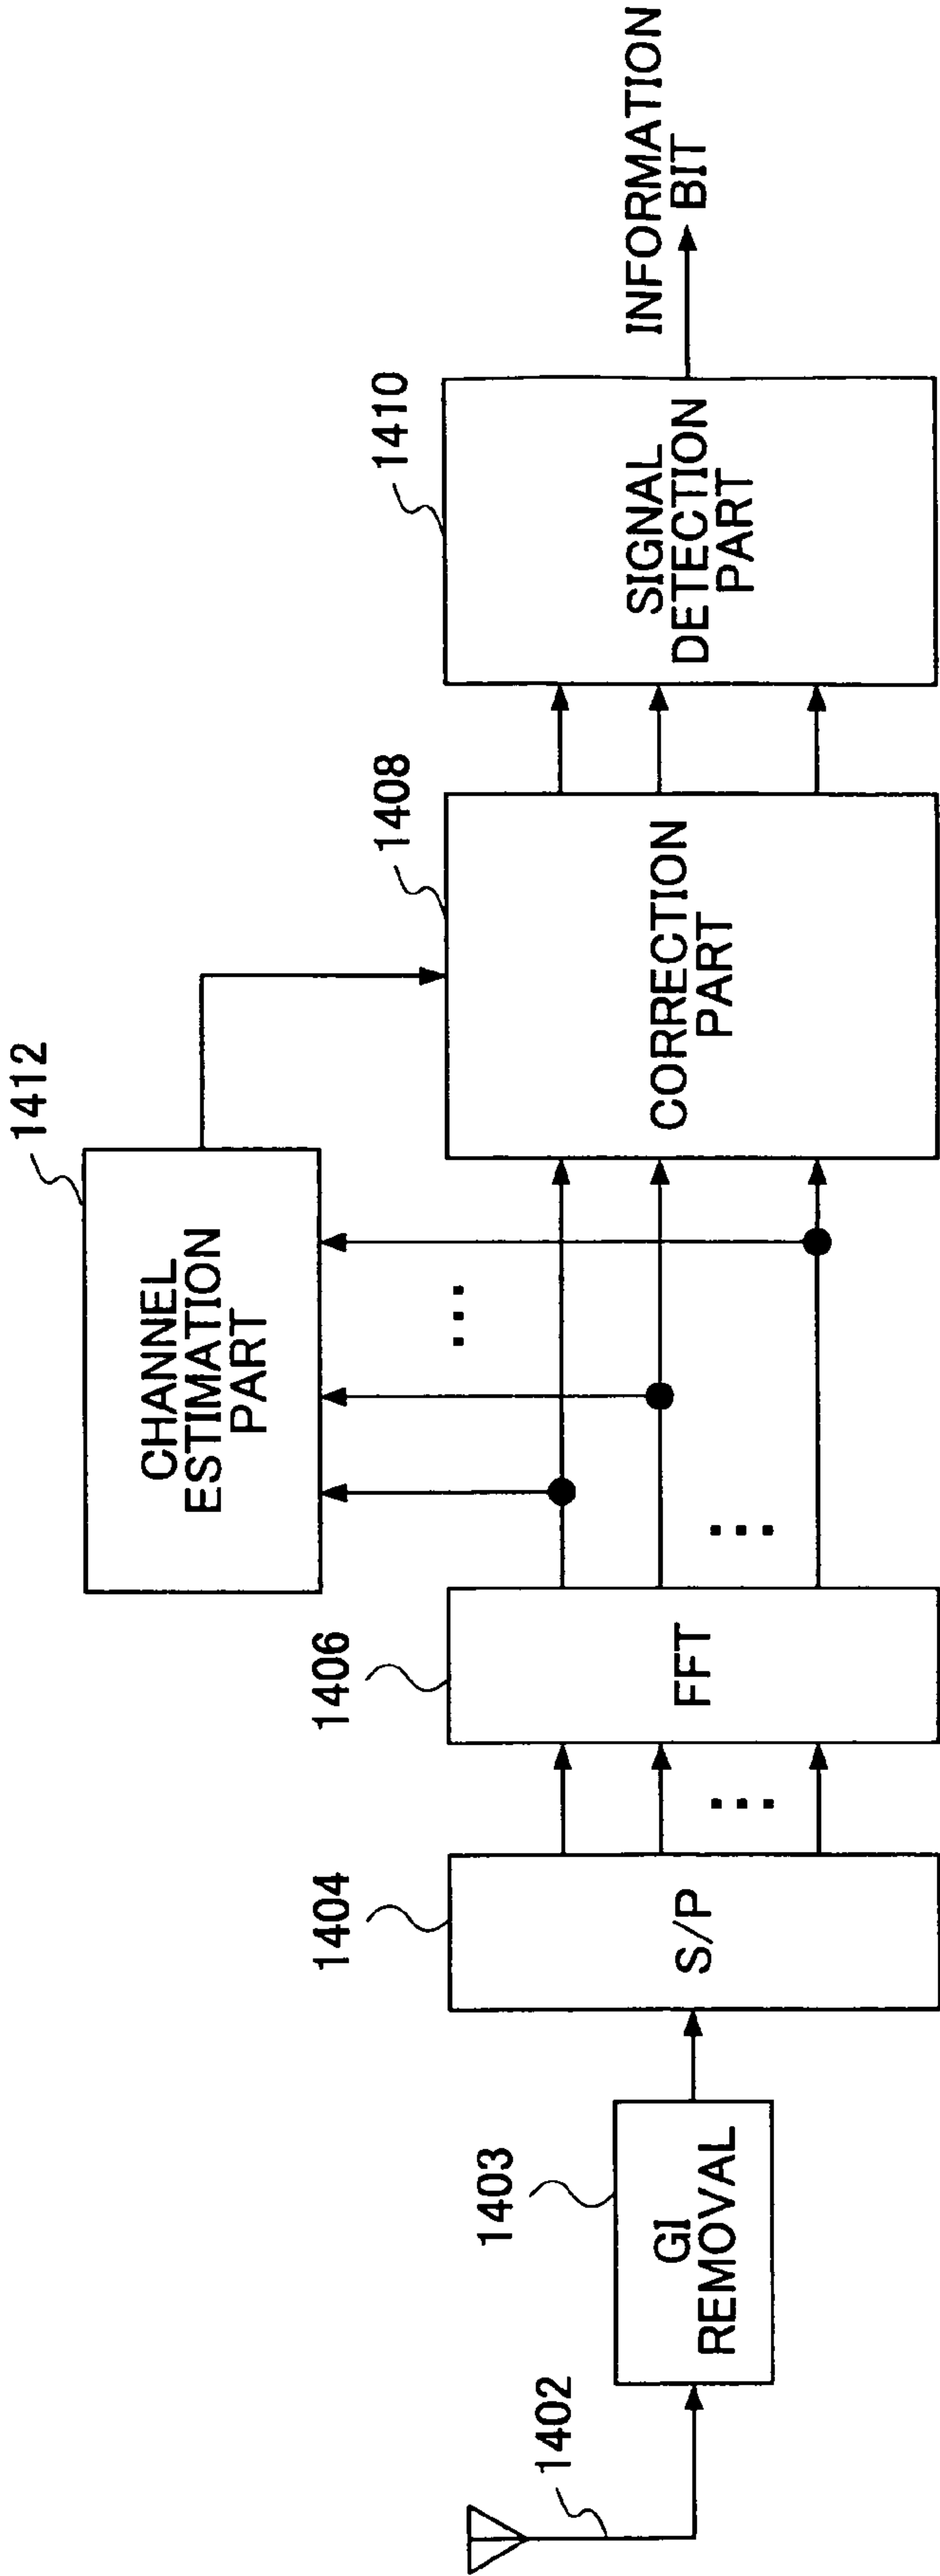 1402
1403
GI
REMOVAL
1404
S/P
1406
FFT
1412
CHANNEL
ESTIMATION
PART
1408
CORRECTION
PART
1410
SIGNAL
DETECTION
PART
INFORMATION
BIT